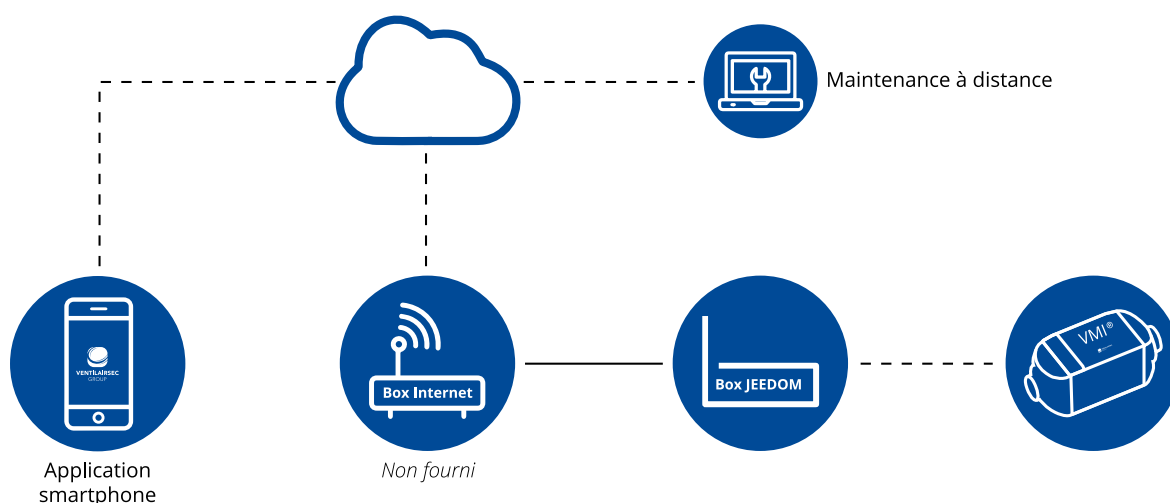 Maintenance à distance
VENTILAIRSEC
GROUP
Box Internet
Box JEEDOM
VMI®
Application
smartphone
Non fourni